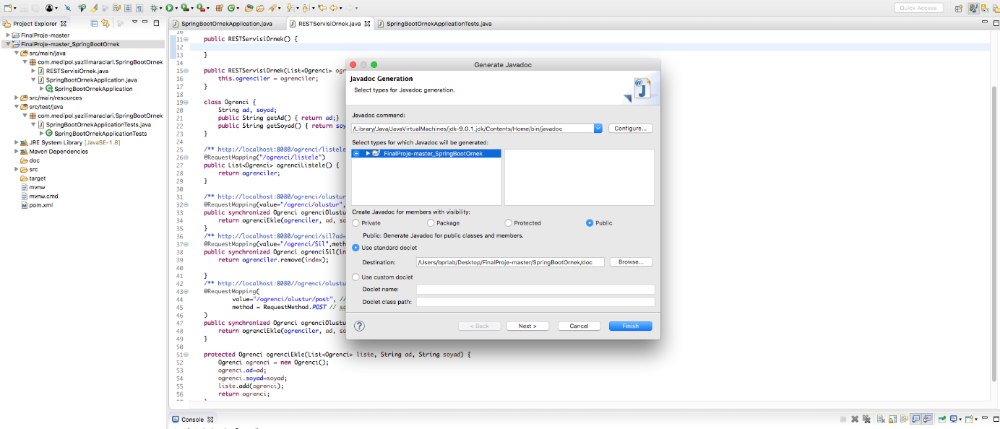 Quick Access
Project Explorer
FinalProje-master
FinalProje-master_SpringBootOrnek
src/main/java
com.medipol.yazilimaraclari.SpringBootOrnek
RESTServisiOrnek.java
SpringBootOrnekApplication.java
SpringBootOrnekApplication
src/main/resources
src/test/java
com.medipol.yazilimaraclari.SpringBootOrnek
SpringBootOrnekApplicationTests.java
SpringBootOrnekApplicationTests
JRE System Library [JavaSE-1.8]
Maven Dependencies
doc
src
target
mvnw
mvnw.cmd
pom.xml
SpringBootOrnekApplication.java
RESTServisiOrnek.java
SpringBootOrnekApplicationTests.java
10
11 public RESTServisiOrnek() {
12
13 }
14
15 public RESTServisiOrnek(List<Ogrenci> ogr
16 this.ogrenciler = ogrenciler;
17 }
18
19 class Ogrenci {
20 String ad, soyad;
21 public String getAd() { return ad;}
22 public String getSoyad() { return soy
23 }
24
25 /** http://localhost:8080/ogrenci/listele
26 @RequestMapping("/ogrenci/listele")
27 public List<Ogrenci> ogrenciListele() {
28 return ogrenciler;
29 }
30
31 /** http://localhost:8080/ogrenci/olustur
32 @RequestMapping(value="/ogrenci/olustur",
33 public synchronized Ogrenci ogrenciOlustu
34 return ogrenciEkle(ogrenciler, ad, so
35 }
36 /** http://localhost:8080/ogrenci/sil?ad=
37 @RequestMapping(value="/ogrenci/Sil",meth
38 public synchronized Ogrenci ogrenciSil(in
39 return ogrenciler.remove(index);
40
41 }
42 /** http://localhost:8080//ogrenci/olustu
43 @RequestMapping(
44 value="/ogrenci/olustur/post", //
45 method = RequestMethod.POST // so
46 )
47 public synchronized Ogrenci ogrenciOlustu
48 return ogrenciEkle(ogrenciler, ad, so
49 }
50
51 protected Ogrenci ogrenciEkle(List<Ogrenci> liste, String ad, String soyad) {
52 Ogrenci ogrenci = new Ogrenci();
53 ogrenci.ad=ad;
54 ogrenci.soyad=soyad;
55 liste.add(ogrenci);
56 return ogrenci;
Generate Javadoc
Javadoc Generation
Select types for Javadoc generation.
Javadoc command:
/Library/Java/JavaVirtualMachines/jdk-9.0.1.jdk/Contents/Home/bin/javadoc
Configure...
Select types for which Javadoc will be generated:
FinalProje-master_SpringBootOrnek
Create Javadoc for members with visibility:
Private Package Protected Public
Public: Generate Javadoc for public classes and members.
Use standard doclet
Destination: /Users/bprlab/Desktop/FinalProje-master/SpringBootOrnek/doc Browse...
Use custom doclet
Doclet name:
Doclet class path:
< Back Next > Cancel Finish
Console